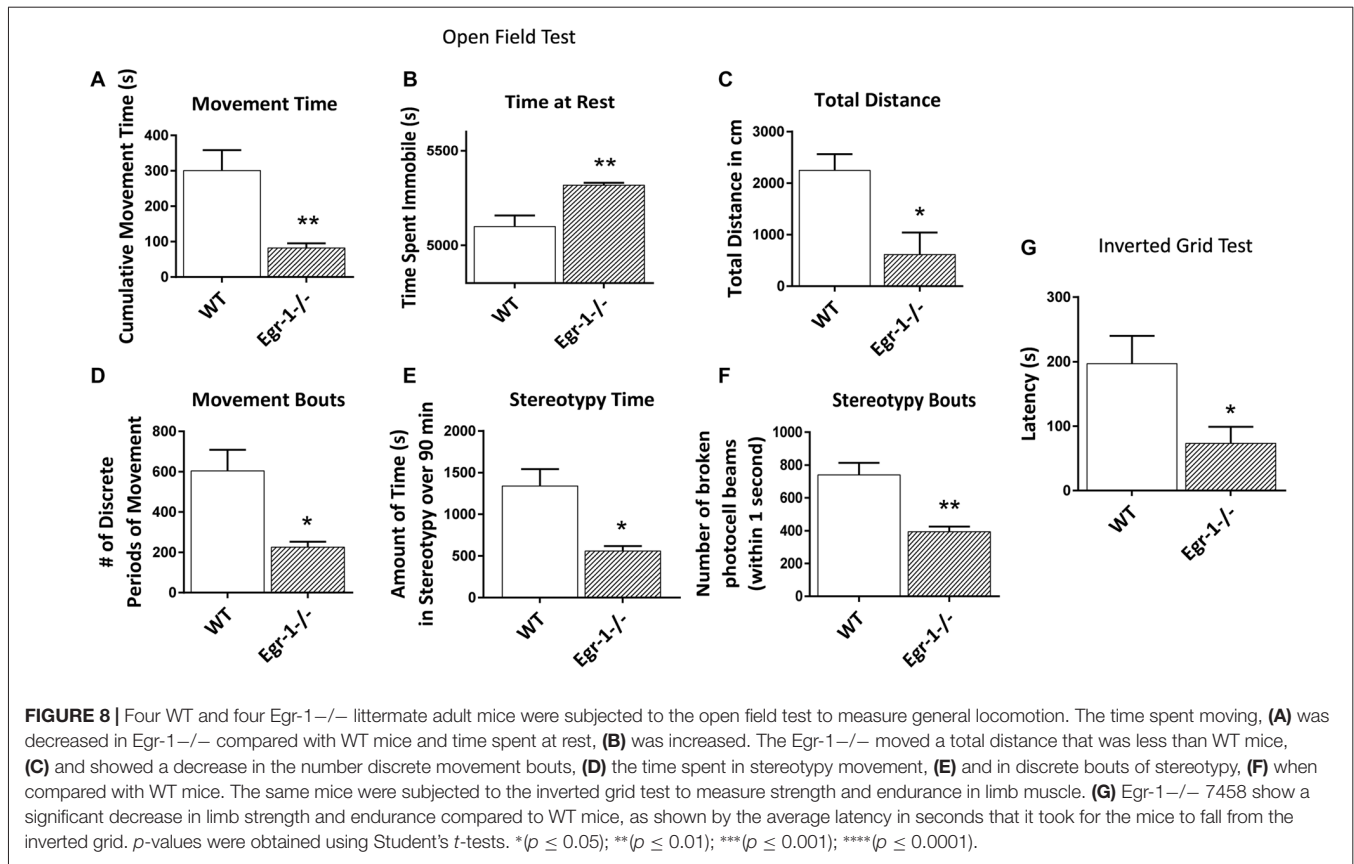 Open Field Test
A
Movement Time
Cumulative Movement Time (s)
400
300
200
100
0
**
WT
Egr-1-/-
B
Time at Rest
Time Spent Immobile (s)
5500
5000
**
WT
Egr-1-/-
C
Total Distance
Total Distance in cm
3000
2000
1000
0
*
WT
Egr-1-/-
D
Movement Bouts
# of Discrete
Periods of Movement
800
600
400
200
0
*
WT
Egr-1-/-
E
Stereotypy Time
Amount of Time (s)
in Stereotypy over 90 min
2000
1500
1000
500
0
*
WT
Egr-1-/-
F
Stereotypy Bouts
Number of broken
photocell beams
(within 1 second)
1000
800
600
400
200
0
**
WT
Egr-1-/-
G
Inverted Grid Test
Latency (s)
300
200
100
0
*
WT
Egr-1-/-
FIGURE 8 | Four WT and four Egr-1−/− littermate adult mice were subjected to the open field test to measure general locomotion. The time spent moving, (A) was
decreased in Egr-1−/− compared with WT mice and time spent at rest, (B) was increased. The Egr-1−/− moved a total distance that was less than WT mice,
(C) and showed a decrease in the number discrete movement bouts, (D) the time spent in stereotypy movement, (E) and in discrete bouts of stereotypy, (F) when
compared with WT mice. The same mice were subjected to the inverted grid test to measure strength and endurance in limb muscle. (G) Egr-1−/− 7458 show a
significant decrease in limb strength and endurance compared to WT mice, as shown by the average latency in seconds that it took for the mice to fall from the
inverted grid. p-values were obtained using Student's t-tests. *(p ≤ 0.05); **(p ≤ 0.01); ***(p ≤ 0.001); ****(p ≤ 0.0001).